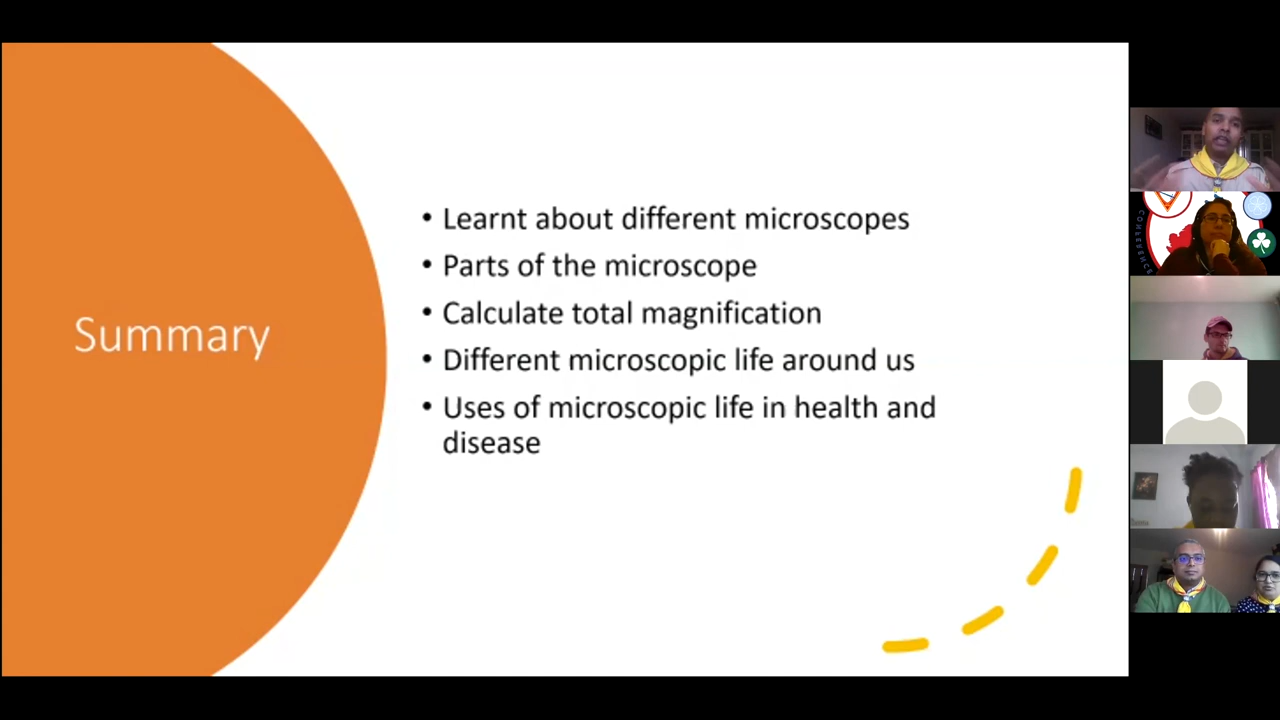 Summary
• Learnt about different microscopes
• Parts of the microscope
• Calculate total magnification
• Different microscopic life around us
• Uses of microscopic life in health and
disease
CONFERENCE